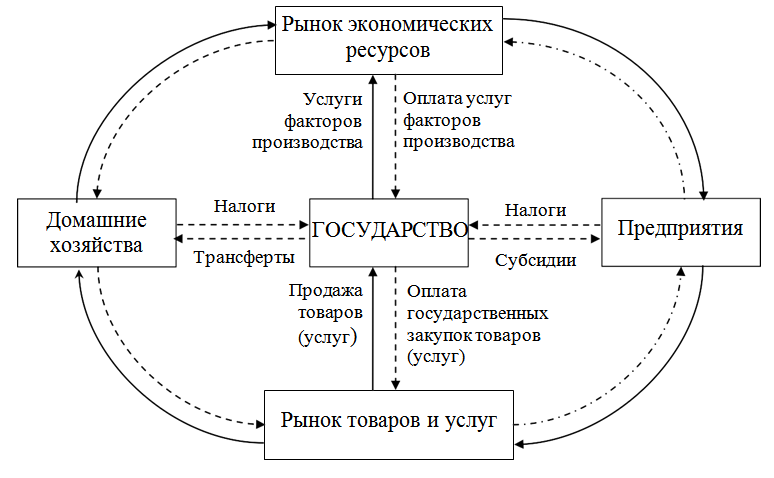 Рынок экономических
ресурсов
Услуги
факторов
производства
Оплата услуг
факторов
производства
Домашние
хозяйства
Налоги
Трансферты
ГОСУДАРСТВО
Налоги
Субсидии
Предприятия
Продажа
товаров
(услуг)
Оплата
государственных
закупок товаров
(услуг)
Рынок товаров и услуг